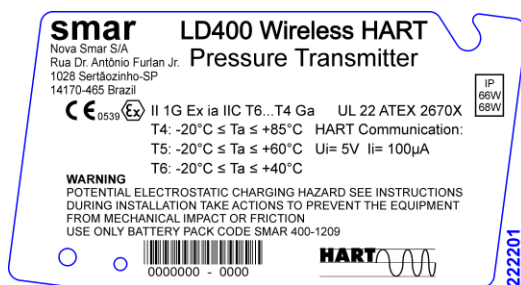 smar
LD400 Wireless HART
Pressure Transmitter
Nova Smar S/A
Rua Dr. Antônio Furlan Jr.
1028 Sertãozinho-SP
14170-465 Brazil
IP
66W
68W
CE 0539 Ex II 1G Ex ia IIC T6...T4 Ga UL 22 ATEX 2670X
T4: -20°C ≤ Ta ≤ +85°C HART Communication:
T5: -20°C ≤ Ta ≤ +60°C Ui= 5V Ii= 100µA
T6: -20°C ≤ Ta ≤ +40°C
WARNING
POTENTIAL ELECTROSTATIC CHARGING HAZARD SEE INSTRUCTIONS
DURING INSTALLATION TAKE ACTIONS TO PREVENT THE EQUIPMENT
FROM MECHANICAL IMPACT OR FRICTION
USE ONLY BATTERY PACK CODE SMAR 400-1209
0000000 - 0000
HART
222201